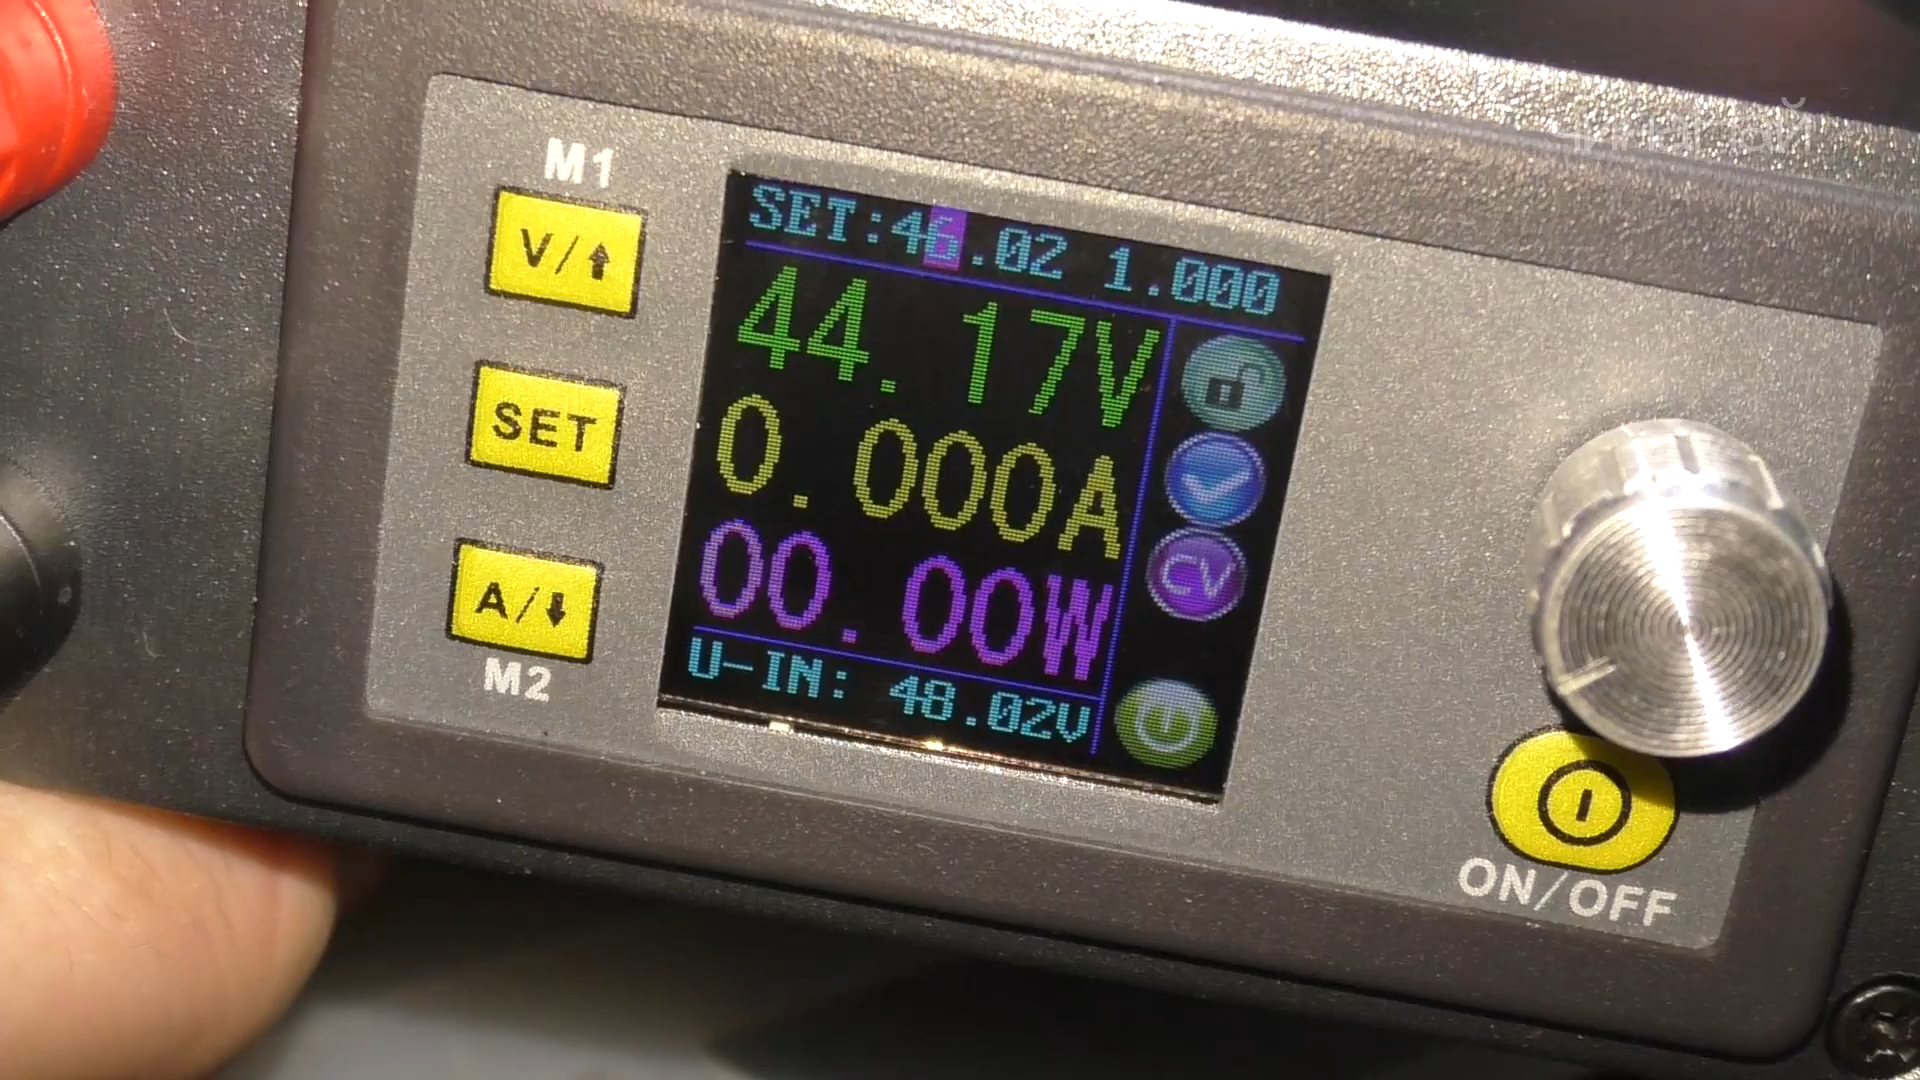 M1
V/⬆
SET
A/⬇
M2
SET:46.02 1.000
44.17V
0.000A
00.00W
U-IN: 48.02V
CV
ON/OFF